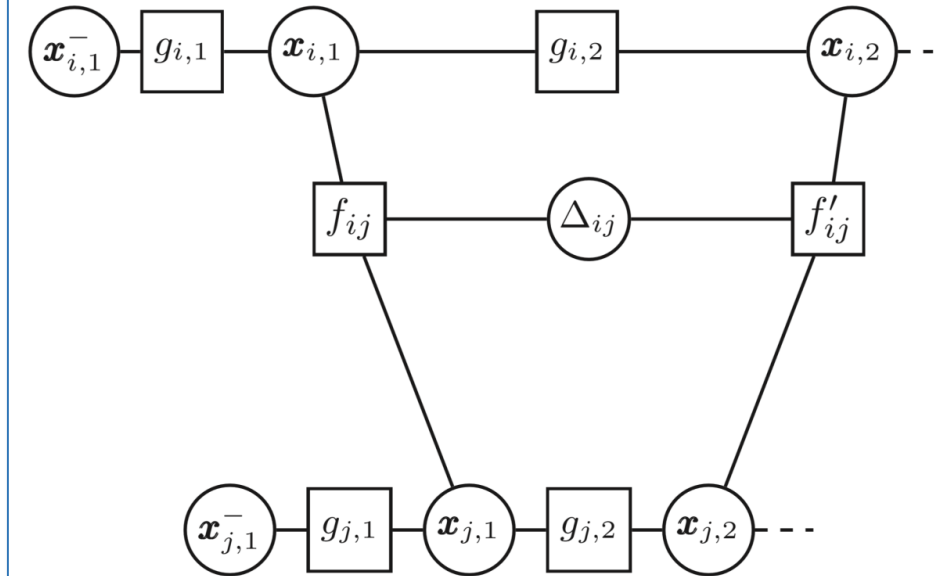 x⁻i,1 gi,1 xi,1 gi,2 xi,2
fij Δij f′ij
x⁻j,1 gj,1 xj,1 gj,2 xj,2